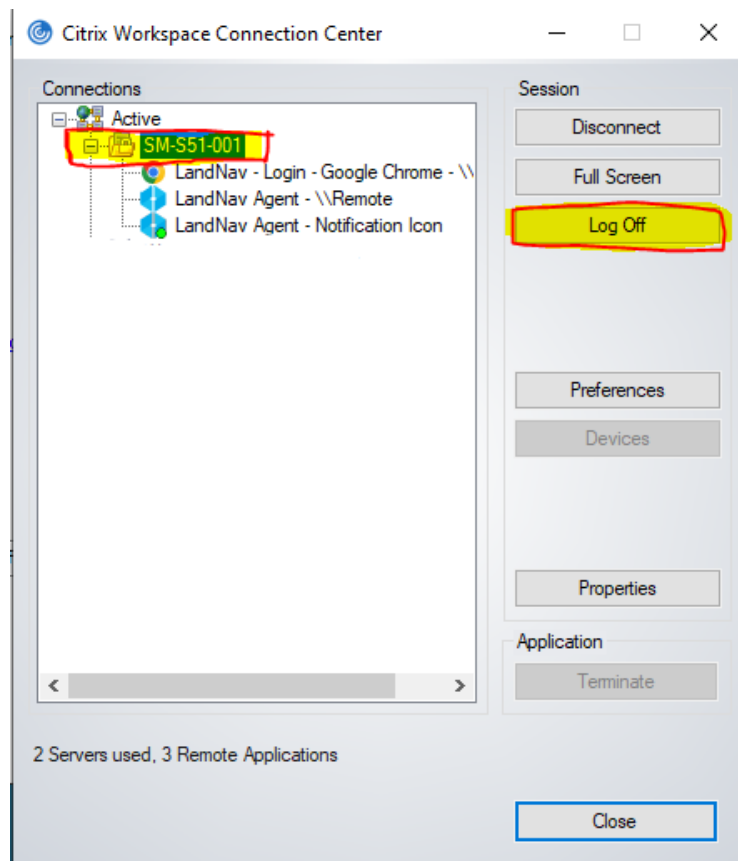 Citrix Workspace Connection Center
Connections
Active
SM-S51-001
LandNav - Login - Google Chrome - \\
LandNav Agent - \\Remote
LandNav Agent - Notification Icon
Session
Disconnect
Full Screen
Log Off
Preferences
Devices
Properties
Application
Terminate
2 Servers used, 3 Remote Applications
Close